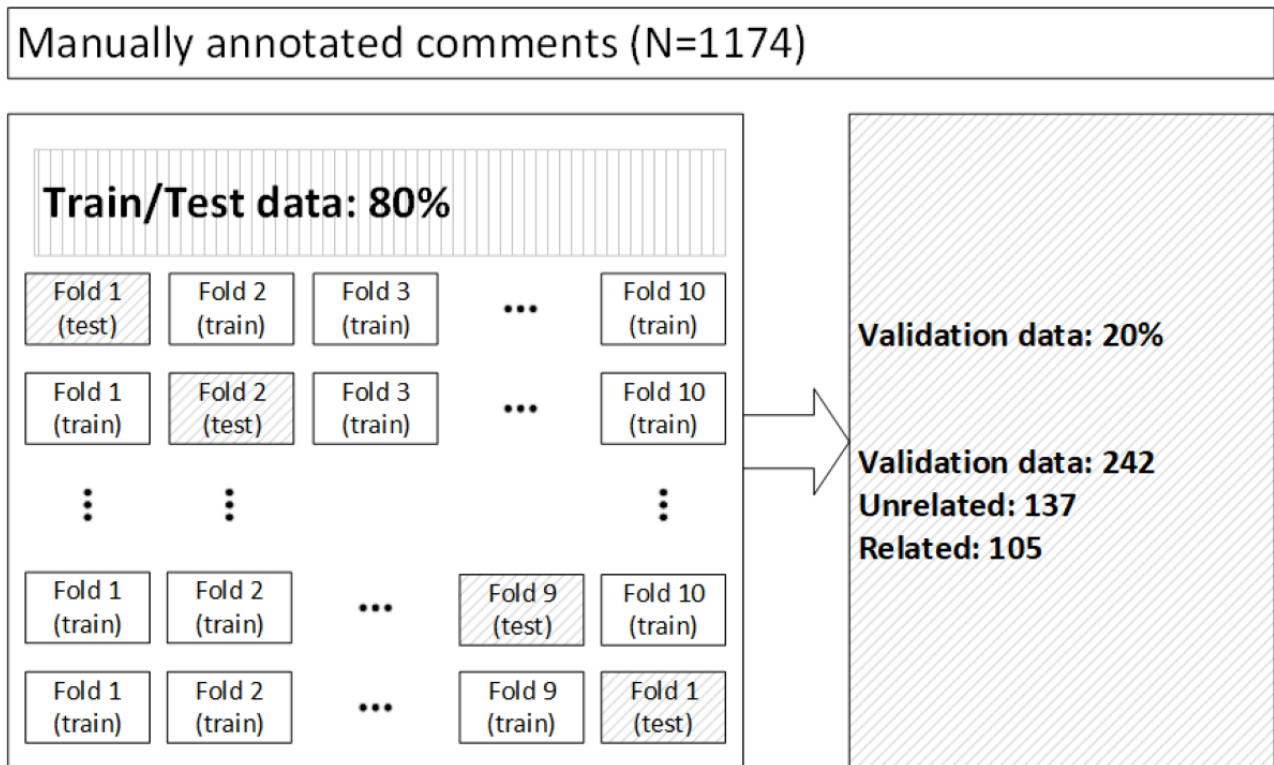 Manually annotated comments (N=1174)
Train/Test data: 80%
Fold 1 (test) Fold 2 (train) Fold 3 (train) ... Fold 10 (train)
Fold 1 (train) Fold 2 (test) Fold 3 (train) ... Fold 10 (train)
Fold 1 (train) Fold 2 (train) ... Fold 9 (test) Fold 10 (train)
Fold 1 (train) Fold 2 (train) ... Fold 9 (train) Fold 1 (test)
Validation data: 20%
Validation data: 242
Unrelated: 137
Related: 105